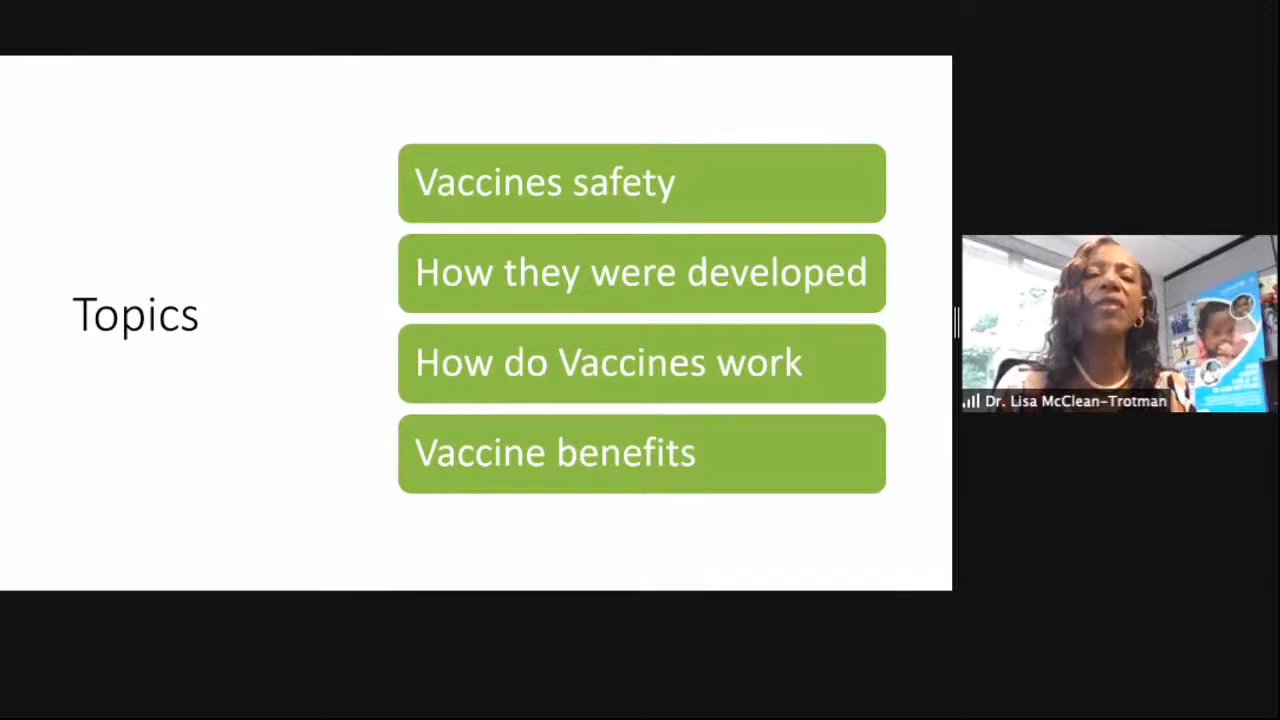 Topics
Vaccines safety
How they were developed
How do Vaccines work
Vaccine benefits
Dr. Lisa McClean-Trotman